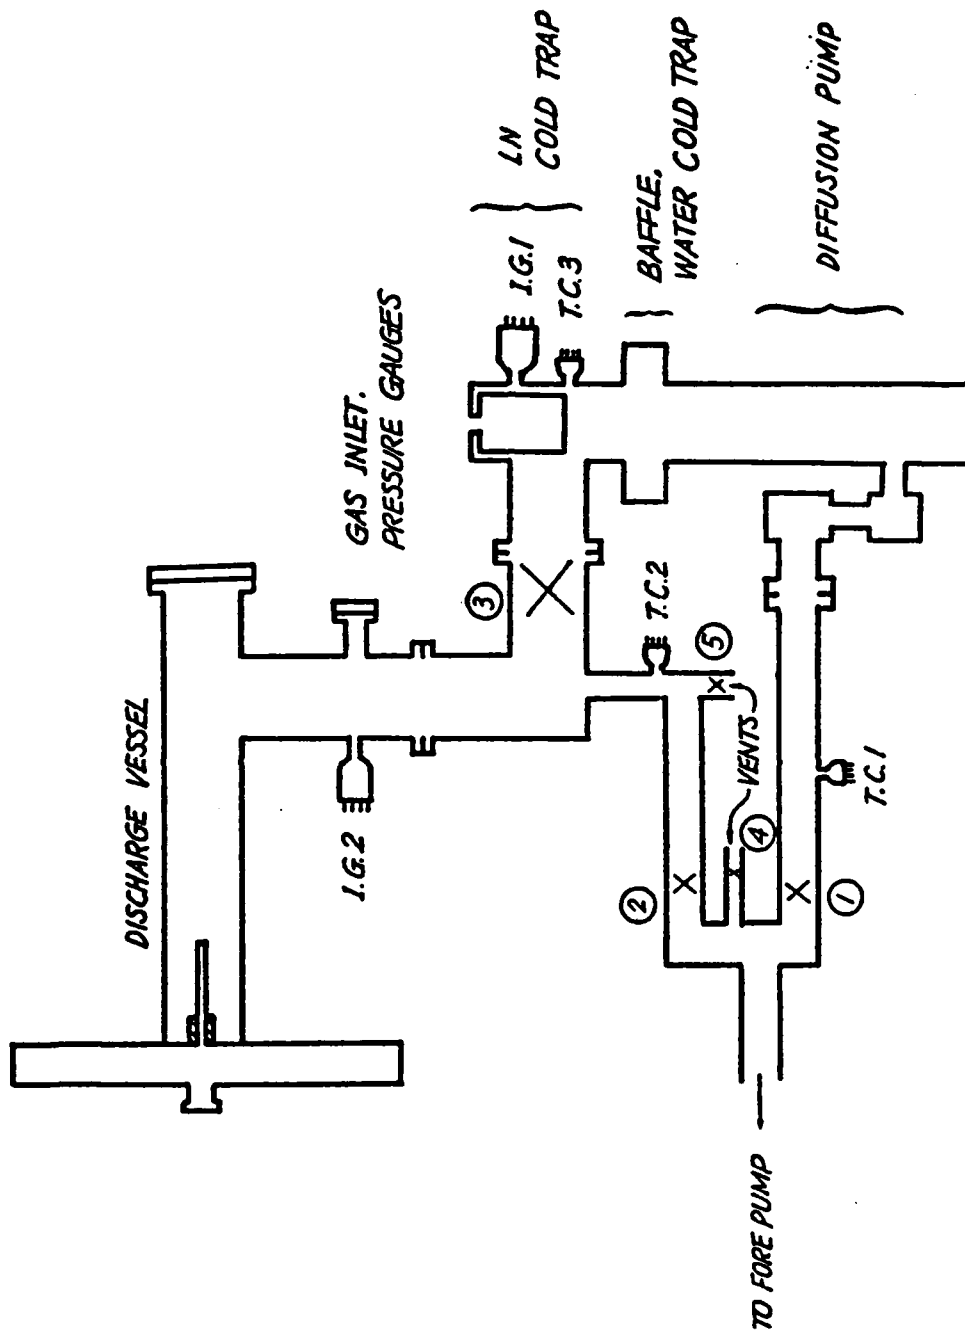 DISCHARGE VESSEL
GAS INLET.
PRESSURE GAUGES
LN
COLD TRAP
I.G.1
T.C.3
BAFFLE.
WATER COLD TRAP
DIFFUSION PUMP
I.G.2
3
T.C.2
5
VENTS
4
2
1
T.C.1
TO FORE PUMP